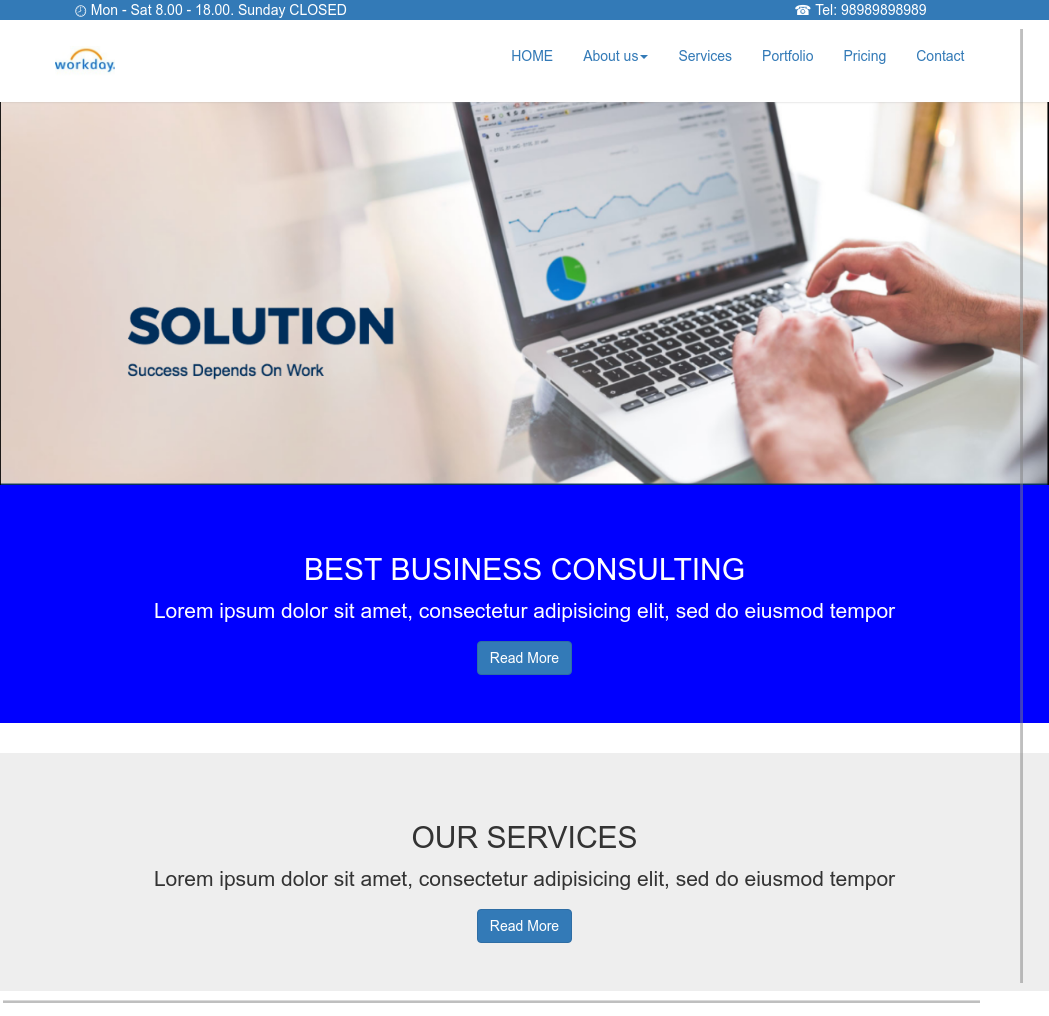 Mon - Sat 8.00 - 18.00. Sunday CLOSED
☎ Tel: 98989898989
workday.
HOME
About us
Services
Portfolio
Pricing
Contact
SOLUTION
Success Depends On Work
BEST BUSINESS CONSULTING
Lorem ipsum dolor sit amet, consectetur adipisicing elit, sed do eiusmod tempor
Read More
OUR SERVICES
Lorem ipsum dolor sit amet, consectetur adipisicing elit, sed do eiusmod tempor
Read More